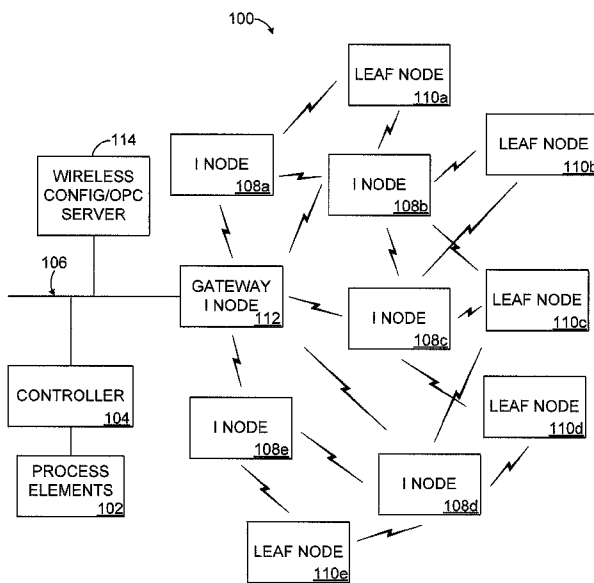 100
LEAF NODE
110a
114
WIRELESS
CONFIG/OPC
SERVER
I NODE
108a
I NODE
108b
LEAF NODE
110b
106
GATEWAY
I NODE
112
I NODE
108c
LEAF NODE
110c
CONTROLLER
104
I NODE
108e
LEAF NODE
110d
PROCESS
ELEMENTS
102
I NODE
108d
LEAF NODE
110e